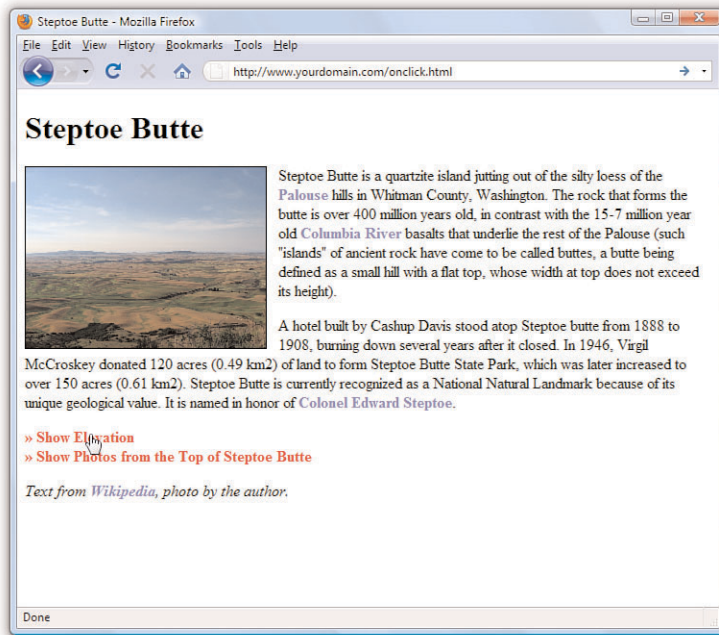 Steptoe Butte - Mozilla Firefox
File Edit View History Bookmarks Tools Help
http://www.yourdomain.com/onclick.html
Steptoe Butte
Steptoe Butte is a quartzite island jutting out of the silty loess of the
Palouse hills in Whitman County, Washington. The rock that forms the
butte is over 400 million years old, in contrast with the 15-7 million year
old Columbia River basalts that underlie the rest of the Palouse (such
"islands" of ancient rock have come to be called buttes, a butte being
defined as a small hill with a flat top, whose width at top does not exceed
its height).
A hotel built by Cashup Davis stood atop Steptoe butte from 1888 to
1908, burning down several years after it closed. In 1946, Virgil
McCroskey donated 120 acres (0.49 km2) of land to form Steptoe Butte State Park, which was later increased to
over 150 acres (0.61 km2). Steptoe Butte is currently recognized as a National Natural Landmark because of its
unique geological value. It is named in honor of Colonel Edward Steptoe.
» Show Elevation
» Show Photos from the Top of Steptoe Butte
Text from Wikipedia, photo by the author.
Done